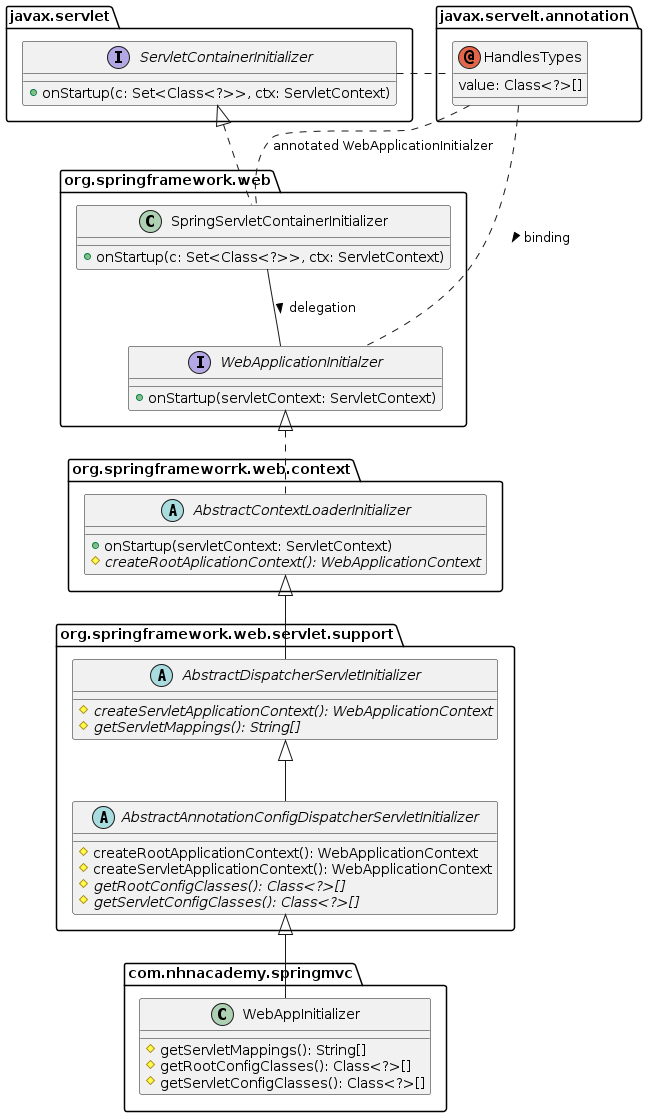 javax.servlet
I ServletContainerInitializer
onStartup(c: Set<Class<?>>, ctx: ServletContext)
javax.servelt.annotation
@ HandlesTypes
value: Class<?>[]
annotated WebApplicationInitialzer
org.springframework.web
C SpringServletContainerInitializer
onStartup(c: Set<Class<?>>, ctx: ServletContext)
binding
delegation
I WebApplicationInitialzer
onStartup(servletContext: ServletContext)
org.springframeworrk.web.context
A AbstractContextLoaderInitializer
onStartup(servletContext: ServletContext)
createRootAplicationContext(): WebApplicationContext
org.springframework.web.servlet.support
A AbstractDispatcherServletInitializer
createServletApplicationContext(): WebApplicationContext
getServletMappings(): String[]
A AbstractAnnotationConfigDispatcherServletInitializer
createRootApplicationContext(): WebApplicationContext
createServletApplicationContext(): WebApplicationContext
getRootConfigClasses(): Class<?>[]
getServletConfigClasses(): Class<?>[]
com.nhnacademy.springmvc
C WebAppInitializer
getServletMappings(): String[]
getRootConfigClasses(): Class<?>[]
getServletConfigClasses(): Class<?>[]